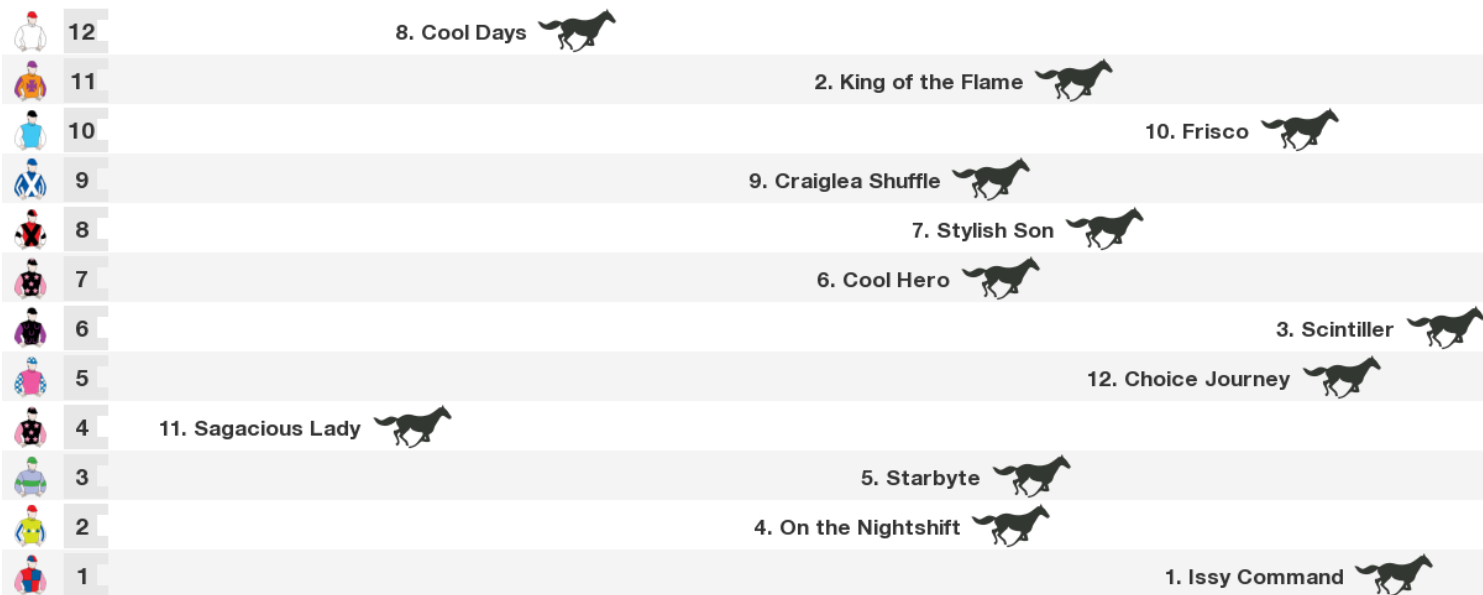 12 8. Cool Days
11 2. King of the Flame
10 10. Frisco
9 9. Craiglea Shuffle
8 7. Stylish Son
7 6. Cool Hero
6 3. Scintiller
5 12. Choice Journey
4 11. Sagacious Lady
3 5. Starbyte
2 4. On the Nightshift
1 1. Issy Command